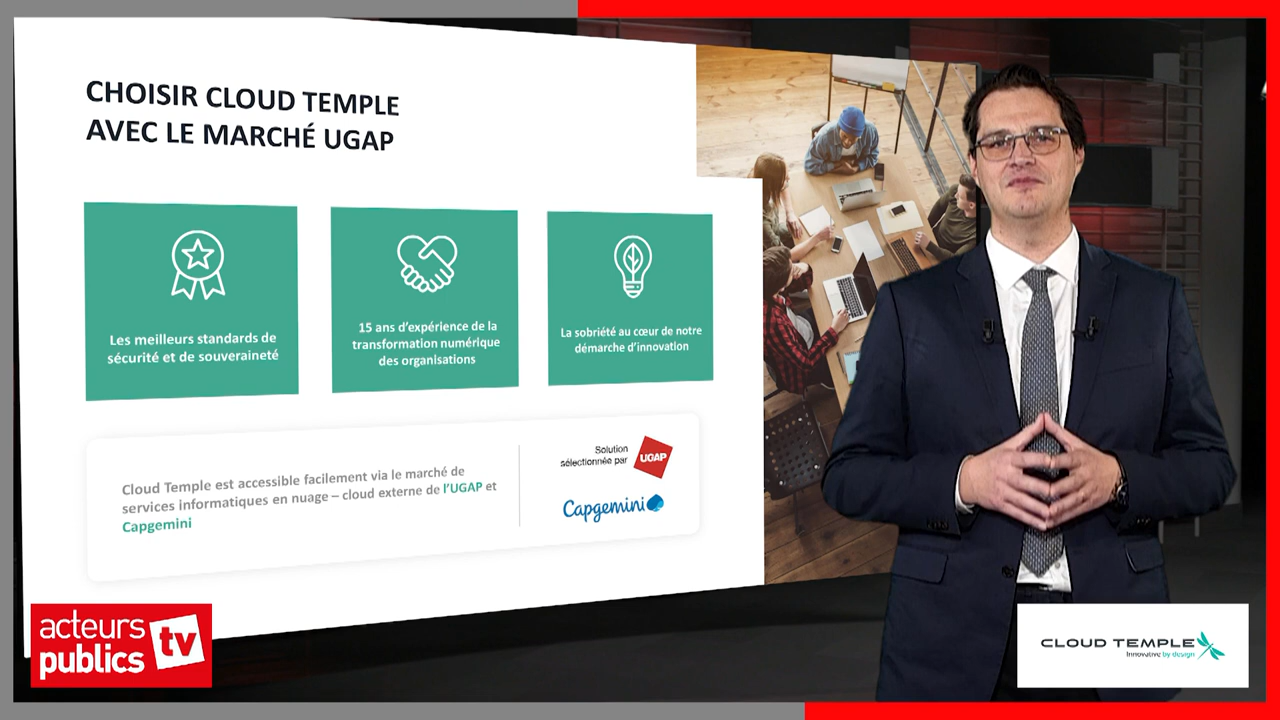 CHOISIR CLOUD TEMPLE
AVEC LE MARCHÉ UGAP
Les meilleurs standards de
sécurité et de souveraineté
15 ans d’expérience de la
transformation numérique
des organisations
La sobriété au cœur de notre
démarche d’innovation
Cloud Temple est accessible facilement via le marché de
services informatiques en nuage – cloud externe de l’UGAP et
Capgemini
Solution
sélectionnée par
UGAP
Capgemini
acteurs
publics
tv
CLOUD TEMPLE
Innovative by design